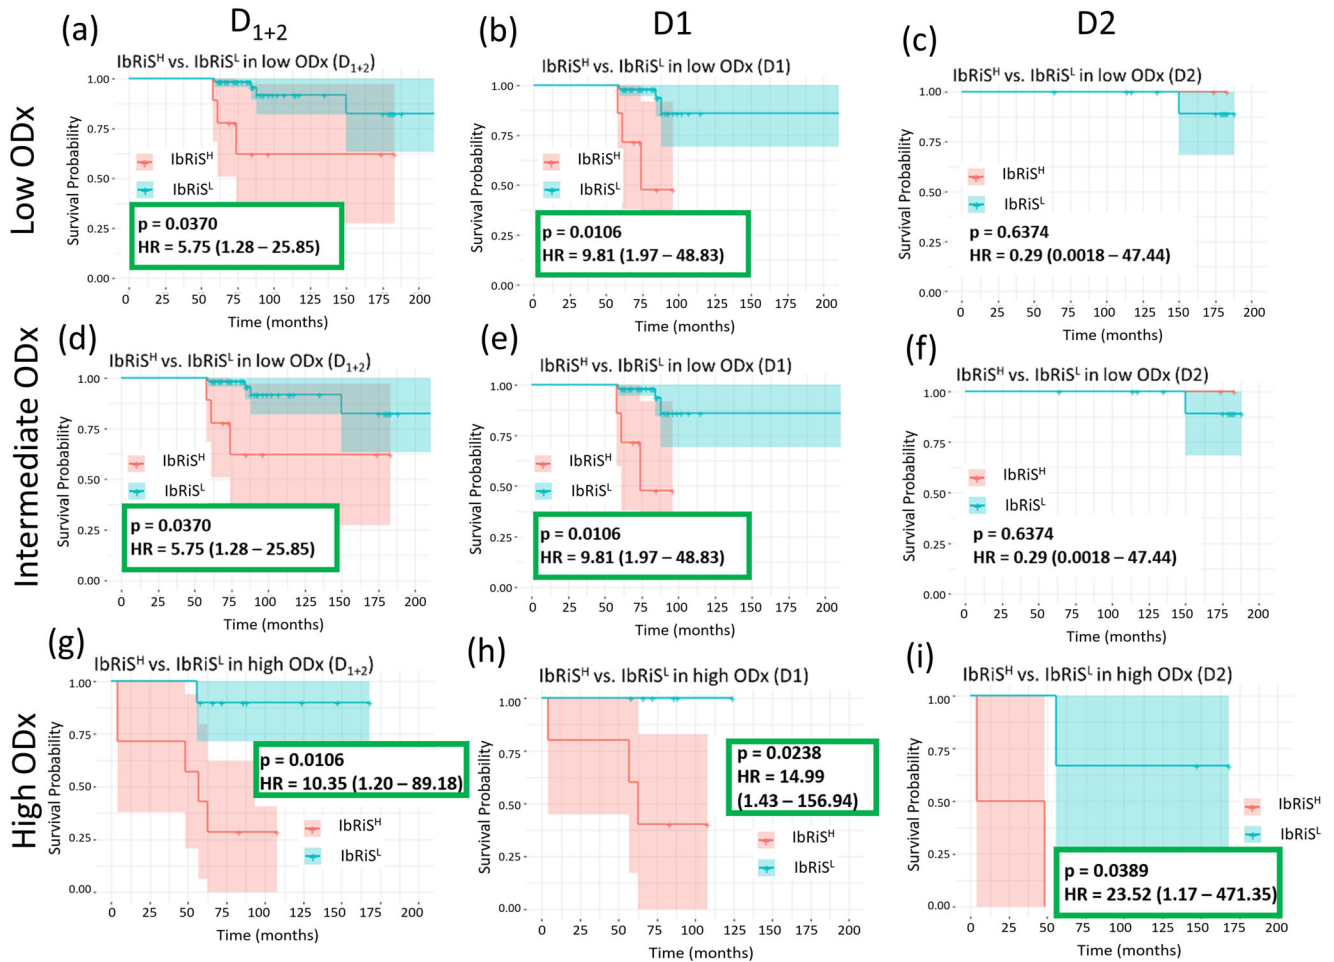 D1+2
D1
D2
Low ODx
(a)
IbRiSH vs. IbRiSL in low ODx (D1+2)
Survival Probability
1.00
0.75
0.50
0.25
0.00
IbRiSH
IbRiSL
p = 0.0370
HR = 5.75 (1.28 – 25.85)
0 25 50 75 100 125 150 175 200
Time (months)
(b)
IbRiSH vs. IbRiSL in low ODx (D1)
Survival Probability
1.00
0.75
0.50
0.25
0.00
IbRiSH
IbRiSL
p = 0.0106
HR = 9.81 (1.97 – 48.83)
0 25 50 75 100 125 150 175 200
Time (months)
(c)
IbRiSH vs. IbRiSL in low ODx (D2)
Survival Probability
1.00
0.75
0.50
0.25
0.00
IbRiSH
IbRiSL
p = 0.6374
HR = 0.29 (0.0018 – 47.44)
0 25 50 75 100 125 150 175 200
Time (months)
Intermediate ODx
(d)
IbRiSH vs. IbRiSL in low ODx (D1+2)
Survival Probability
1.00
0.75
0.50
0.25
0.00
IbRiSH
IbRiSL
p = 0.0370
HR = 5.75 (1.28 – 25.85)
0 25 50 75 100 125 150 175 200
Time (months)
(e)
IbRiSH vs. IbRiSL in low ODx (D1)
Survival Probability
1.00
0.75
0.50
0.25
0.00
IbRiSH
IbRiSL
p = 0.0106
HR = 9.81 (1.97 – 48.83)
0 25 50 75 100 125 150 175 200
Time (months)
(f)
IbRiSH vs. IbRiSL in low ODx (D2)
Survival Probability
1.00
0.75
0.50
0.25
0.00
IbRiSH
IbRiSL
p = 0.6374
HR = 0.29 (0.0018 – 47.44)
0 25 50 75 100 125 150 175 200
Time (months)
High ODx
(g)
IbRiSH vs. IbRiSL in high ODx (D1+2)
Survival Probability
1.00
0.75
0.50
0.25
0.00
p = 0.0106
HR = 10.35 (1.20 – 89.18)
IbRiSH
IbRiSL
0 25 50 75 100 125 150 175 200
Time (months)
(h)
IbRiSH vs. IbRiSL in high ODx (D1)
Survival Probability
1.00
0.75
0.50
0.25
0.00
p = 0.0238
HR = 14.99
(1.43 – 156.94)
IbRiSH
IbRiSL
0 25 50 75 100 125 150 175 200
Time (months)
(i)
IbRiSH vs. IbRiSL in high ODx (D2)
Survival Probability
1.00
0.75
0.50
0.25
0.00
IbRiSH
IbRiSL
p = 0.0389
HR = 23.52 (1.17 – 471.35)
0 25 50 75 100 125 150 175 200
Time (months)